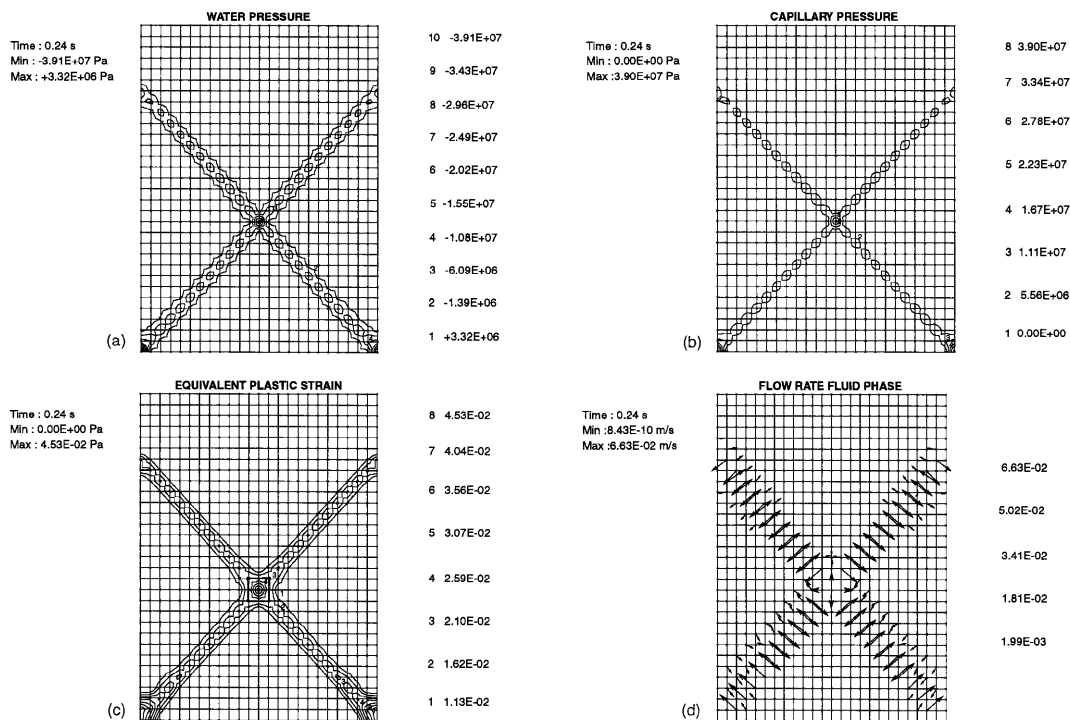 WATER PRESSURE
Time : 0.24 s
Min : -3.91E+07 Pa
Max : +3.32E+06 Pa
10 -3.91E+07
9 -3.43E+07
8 -2.96E+07
7 -2.49E+07
6 -2.02E+07
5 -1.55E+07
4 -1.08E+07
3 -6.09E+06
2 -1.39E+06
1 +3.32E+06
(a)
CAPILLARY PRESSURE
Time : 0.24 s
Min : 0.00E+00 Pa
Max :3.90E+07 Pa
8 3.90E+07
7 3.34E+07
6 2.78E+07
5 2.23E+07
4 1.67E+07
3 1.11E+07
2 5.56E+06
1 0.00E+00
2
3
(b)
EQUIVALENT PLASTIC STRAIN
Time : 0.24 s
Min : 0.00E+00 Pa
Max : 4.53E-02 Pa
8 4.53E-02
7 4.04E-02
6 3.56E-02
5 3.07E-02
4 2.59E-02
3 2.10E-02
2 1.62E-02
1 1.13E-02
(c)
FLOW RATE FLUID PHASE
Time : 0.24 s
Min :8.43E-10 m/s
Max :6.63E-02 m/s
6.63E-02
5.02E-02
3.41E-02
1.81E-02
1.99E-03
(d)